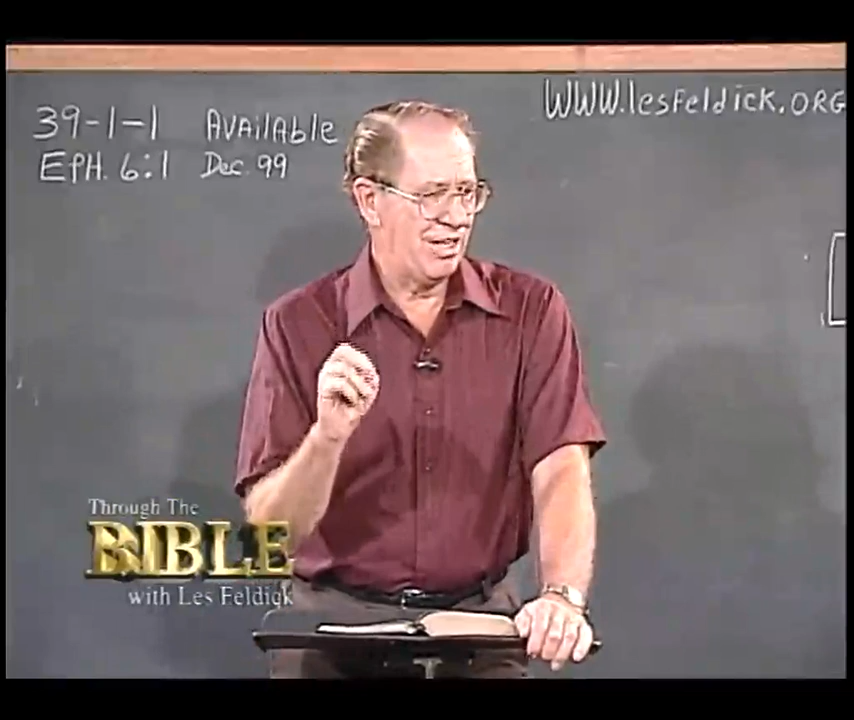 39-1-1 Available
EPH. 6:1 Dec. 99
WWW.lesFeldick.ORG
Through The
BIBLE
with Les Feldick